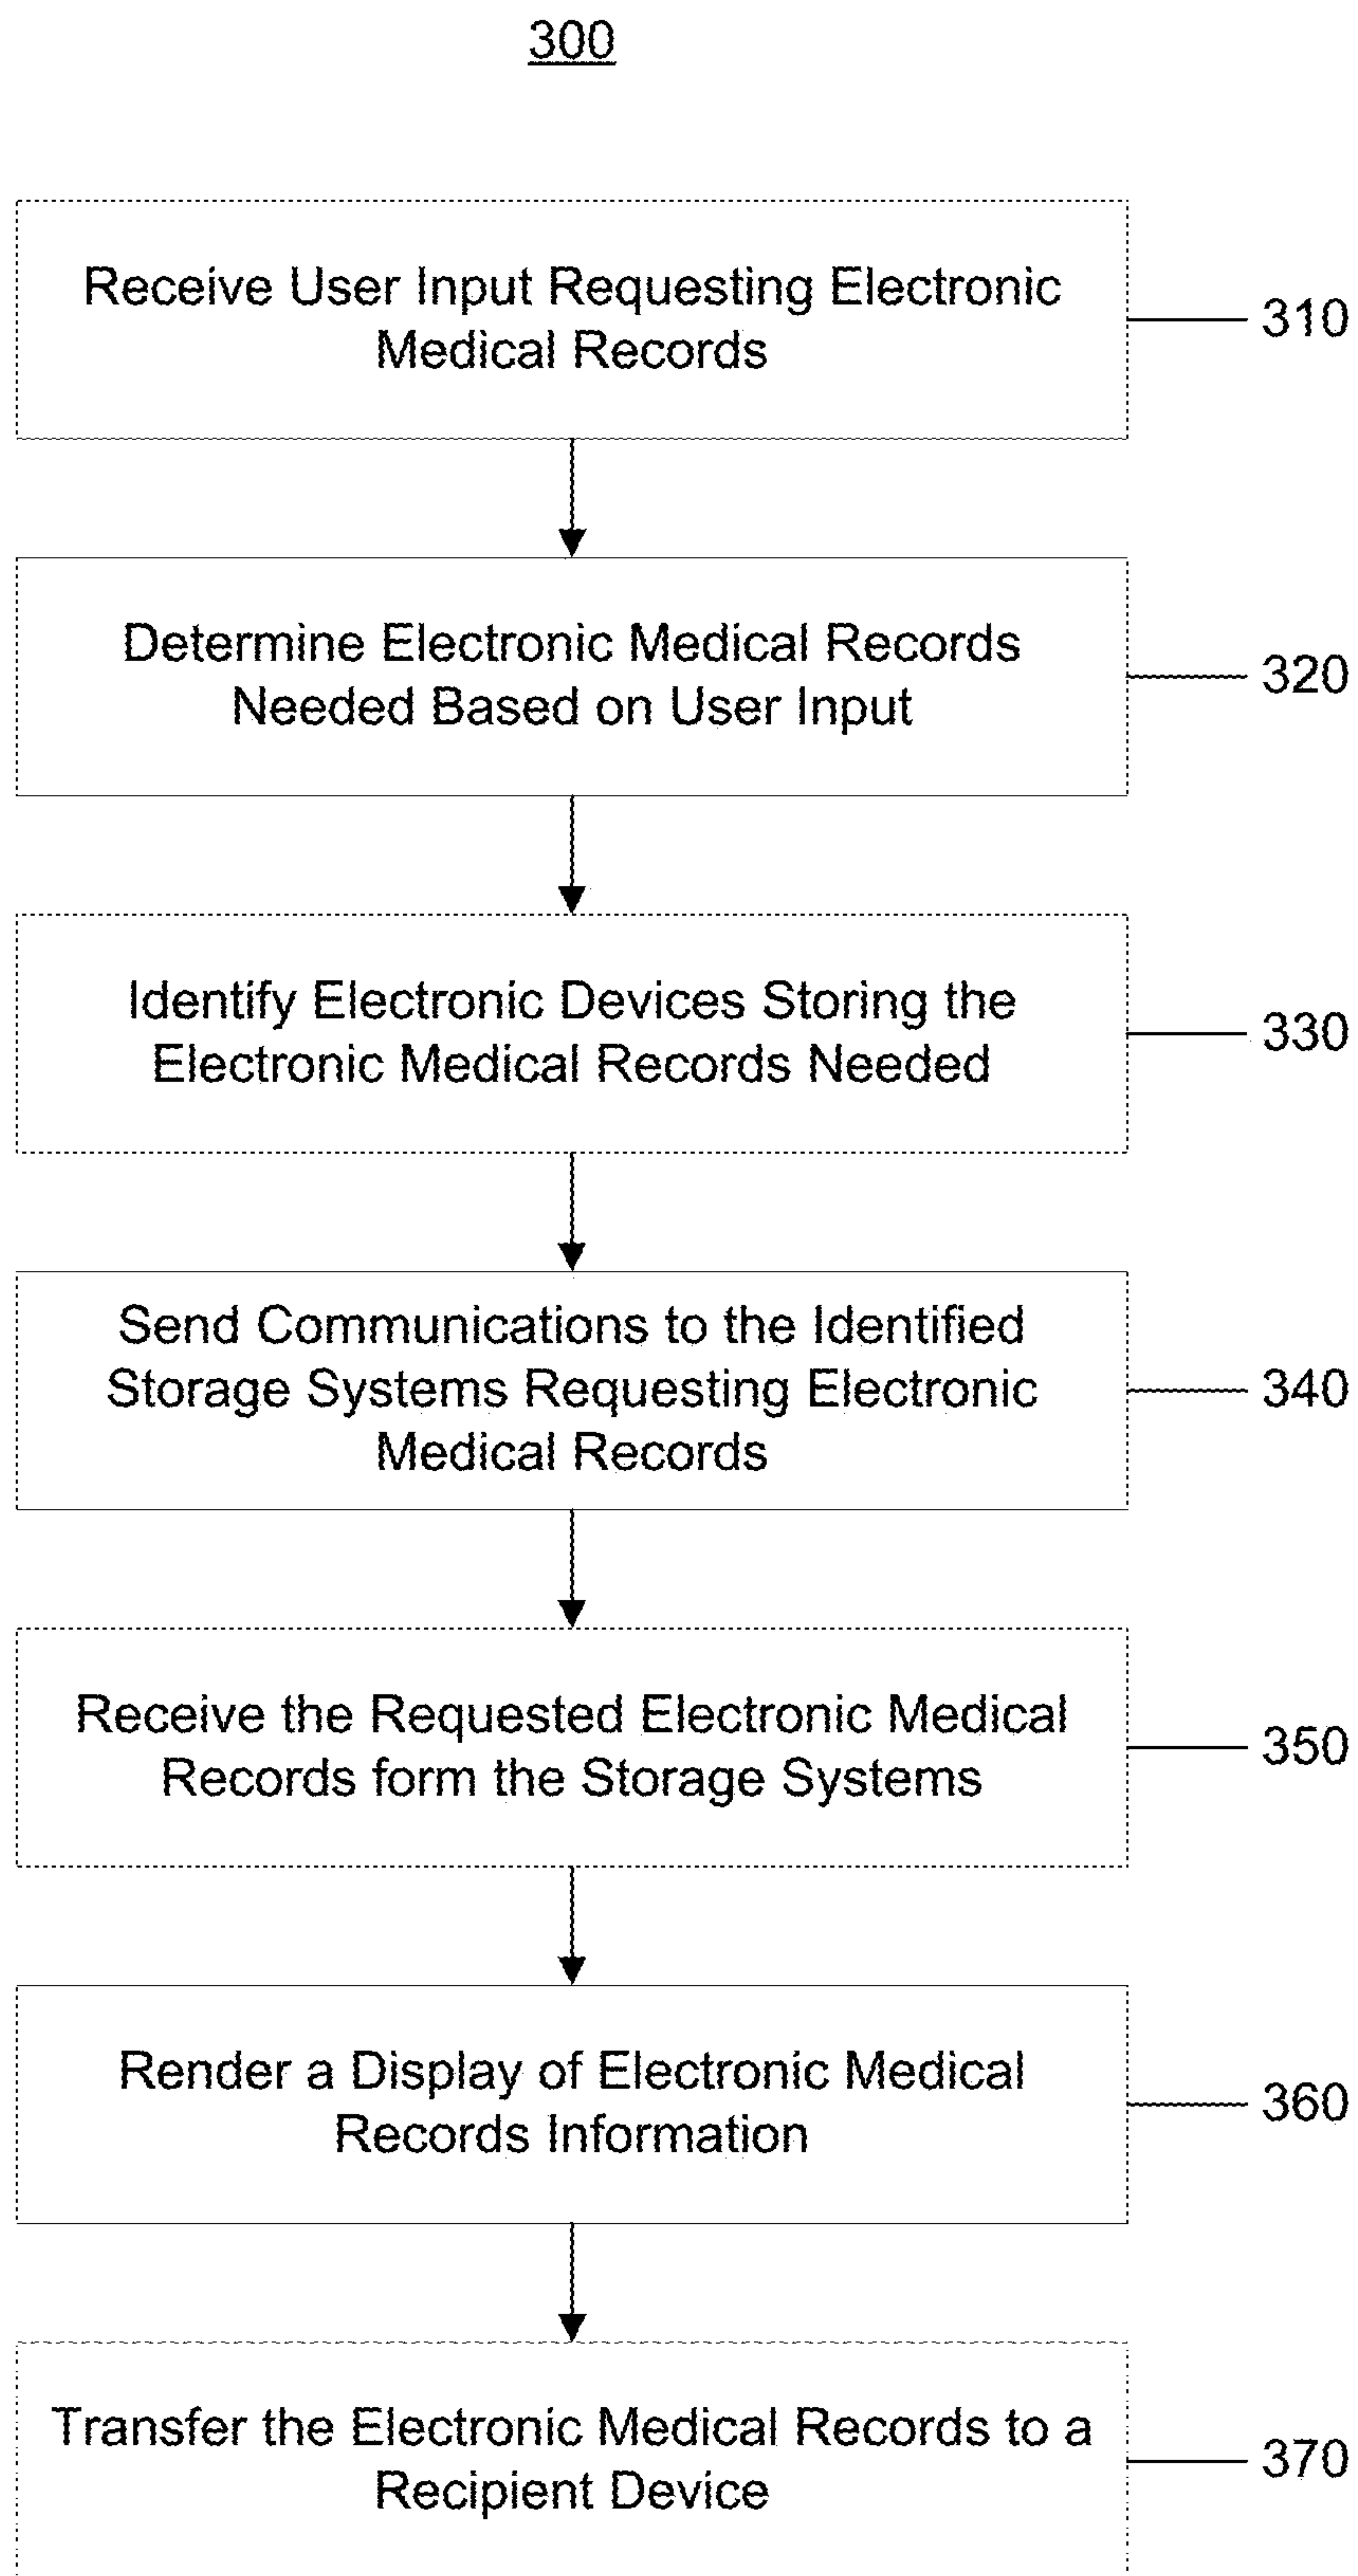 300
Receive User Input Requesting Electronic
Medical Records
310
Determine Electronic Medical Records
Needed Based on User Input
320
Identify Electronic Devices Storing the
Electronic Medical Records Needed
330
Send Communications to the Identified
Storage Systems Requesting Electronic
Medical Records
340
Receive the Requested Electronic Medical
Records form the Storage Systems
350
Render a Display of Electronic Medical
Records Information
360
Transfer the Electronic Medical Records to a
Recipient Device
370